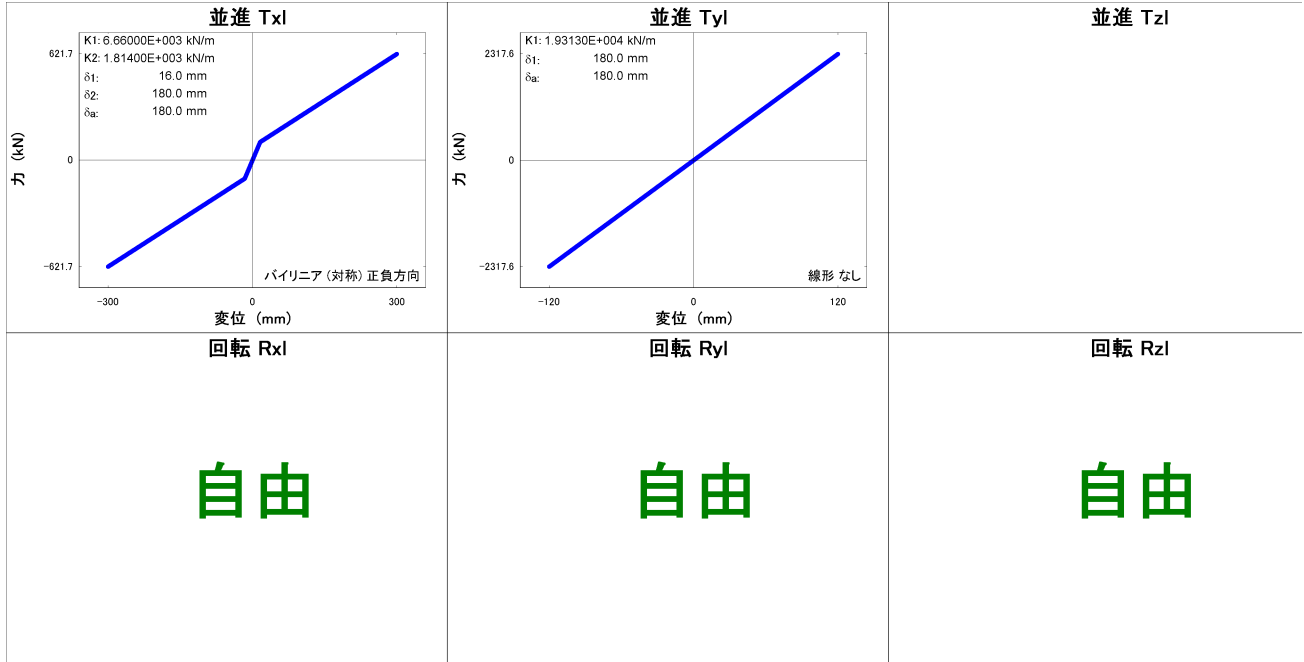 並進 Txl
K1: 6.66000E+003 kN/m
K2: 1.81400E+003 kN/m
δ1: 16.0 mm
δ2: 180.0 mm
δa: 180.0 mm
621.7
0
-621.7
力 (kN)
バイリニア (対称) 正負方向
-300 0 300
変位 (mm)
並進 Tyl
K1: 1.93130E+004 kN/m
δ1: 180.0 mm
δa: 180.0 mm
2317.6
0
-2317.6
力 (kN)
線形 なし
-120 0 120
変位 (mm)
並進 Tzl
回転 Rxl
自由
回転 Ryl
自由
回転 Rzl
自由